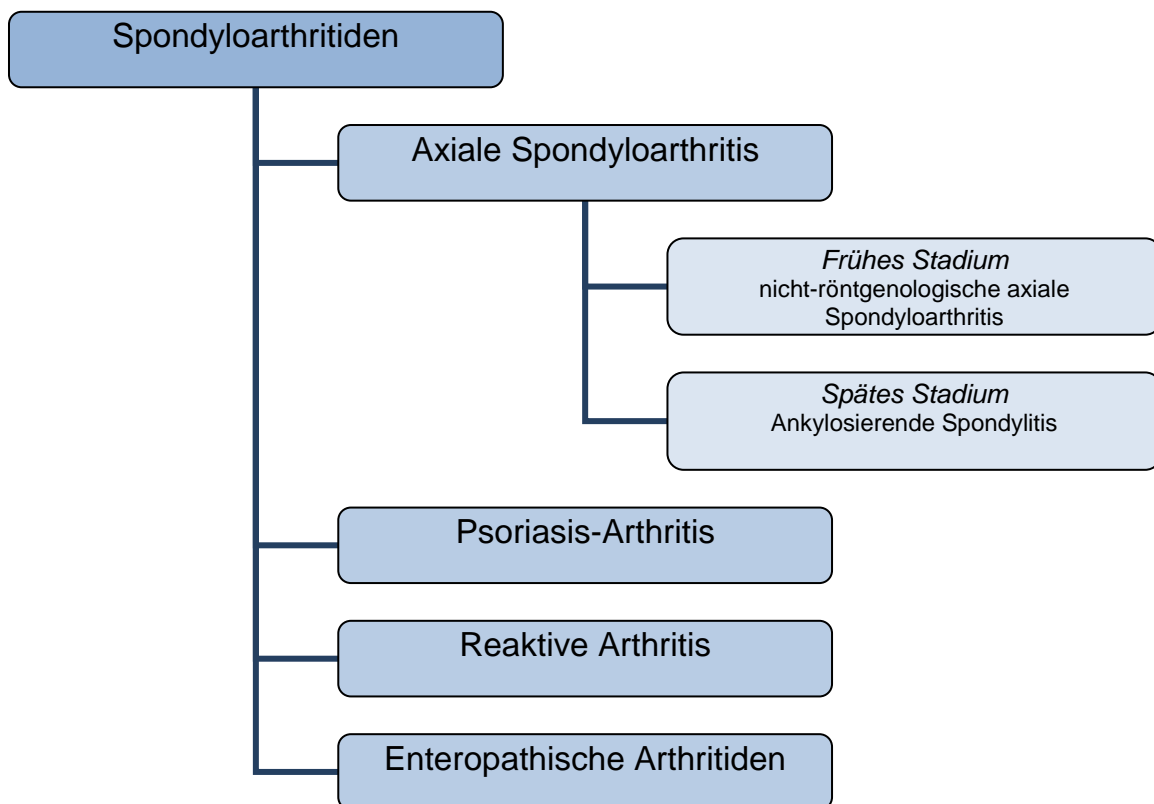 Spondyloarthritiden
Axiale Spondyloarthritis
Frühes Stadium
nicht-röntgenologische axiale
Spondyloarthritis
Spätes Stadium
Ankylosierende Spondylitis
Psoriasis-Arthritis
Reaktive Arthritis
Enteropathische Arthritiden